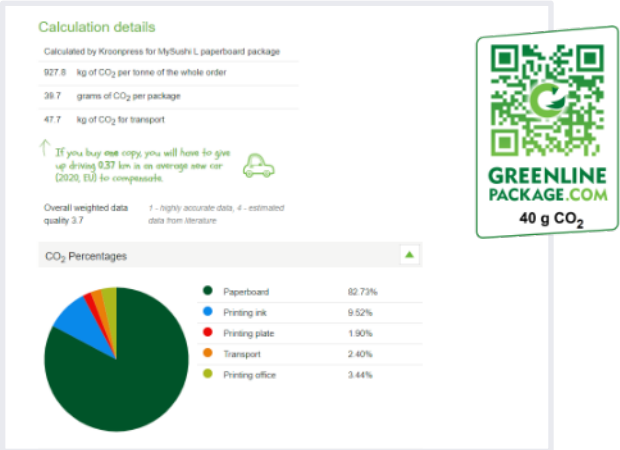 Calculation details
Calculated by Kroonpress for MySushi L paperboard package
927.8 kg of CO2 per tonne of the whole order
39.7 grams of CO2 per package
47.7 kg of CO2 for transport
If you buy one copy, you will have to give
up driving 0.37 km in an average new car
(2020, EU) to compensate.
Overall weighted data
quality 3.7
1 - highly accurate data, 4 - estimated
data from literature
CO2 Percentages
Paperboard 82.73%
Printing ink 9.52%
Printing plate 1.90%
Transport 2.40%
Printing office 3.44%
GREENLINE
PACKAGE.COM
40 g CO2